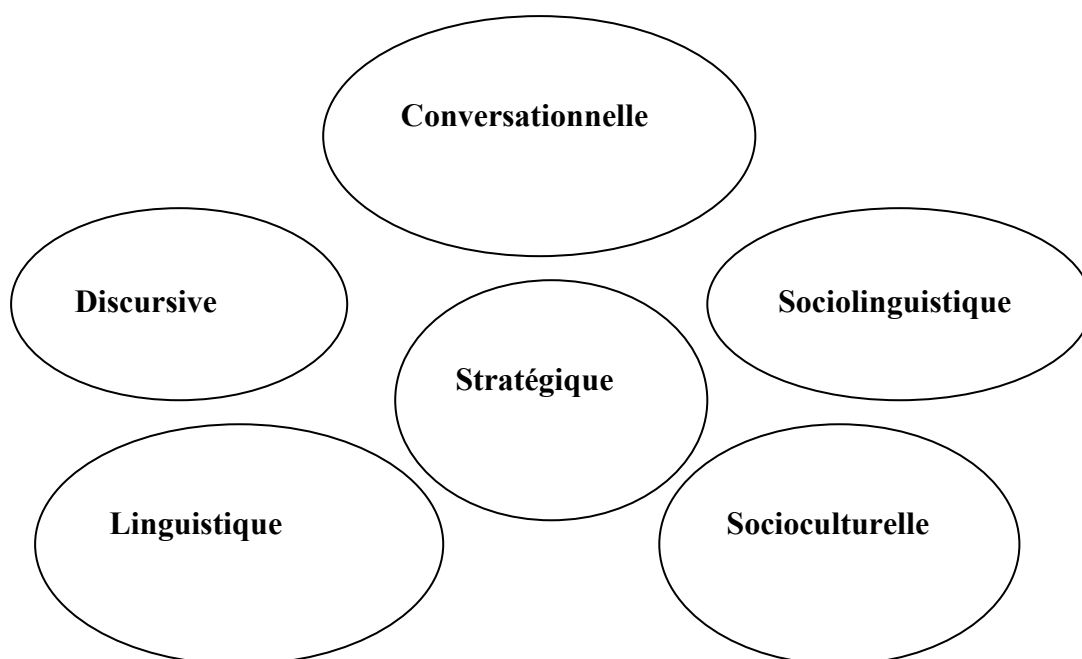 Conversationnelle
Discursive
Sociolinguistique
Stratégique
Linguistique
Socioculturelle